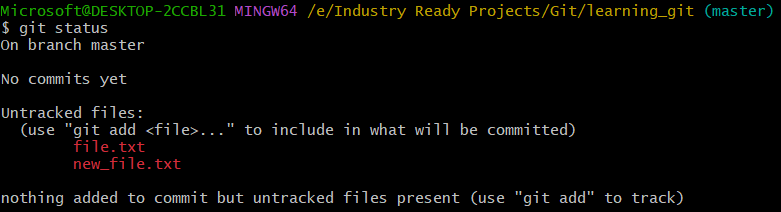 Microsoft@DESKTOP-2CCBL31 MINGW64 /e/Industry Ready Projects/Git/learning_git (master)
$ git status
On branch master
No commits yet
Untracked files:
(use "git add <file>..." to include in what will be committed)
file.txt
new_file.txt
nothing added to commit but untracked files present (use "git add" to track)